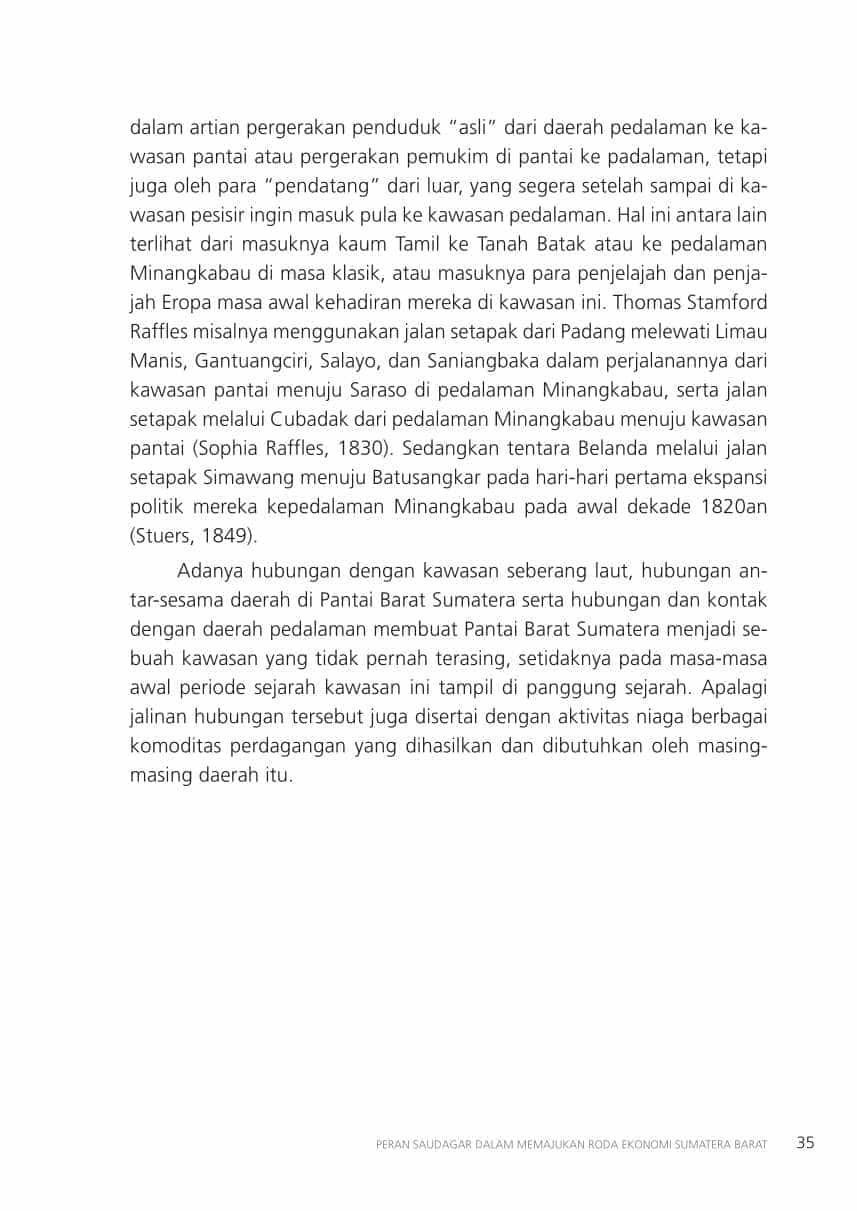 dalam artian pergerakan penduduk “asli” dari daerah pedalaman ke ka-
wasan pantai atau pergerakan pemukim di pantai ke padalaman, tetapi
juga oleh para “pendatang” dari luar, yang segera setelah sampai di ka-
wasan pesisir ingin masuk pula ke kawasan pedalaman. Hal ini antara lain
terlihat dari masuknya kaum Tamil ke Tanah Batak atau ke pedalaman
Minangkabau di masa klasik, atau masuknya para penjelajah dan penja-
jah Eropa masa awal kehadiran mereka di kawasan ini. Thomas Stamford
Raffles misalnya menggunakan jalan setapak dari Padang melewati Limau
Manis, Gantuangciri, Salayo, dan Saniangbaka dalam perjalanannya dari
kawasan pantai menuju Saraso di pedalaman Minangkabau, serta jalan
setapak melalui Cubadak dari pedalaman Minangkabau menuju kawasan
pantai (Sophia Raffles, 1830). Sedangkan tentara Belanda melalui jalan
setapak Simawang menuju Batusangkar pada hari-hari pertama ekspansi
politik mereka kepedalaman Minangkabau pada awal dekade 1820an
(Stuers, 1849).
Adanya hubungan dengan kawasan seberang laut, hubungan an-
tar-sesama daerah di Pantai Barat Sumatera serta hubungan dan kontak
dengan daerah pedalaman membuat Pantai Barat Sumatera menjadi se-
buah kawasan yang tidak pernah terasing, setidaknya pada masa-masa
awal periode sejarah kawasan ini tampil di panggung sejarah. Apalagi
jalinan hubungan tersebut juga disertai dengan aktivitas niaga berbagai
komoditas perdagangan yang dihasilkan dan dibutuhkan oleh masing-
masing daerah itu.
PERAN SAUDAGAR DALAM MEMAJUKAN RODA EKONOMI SUMATERA BARAT 35